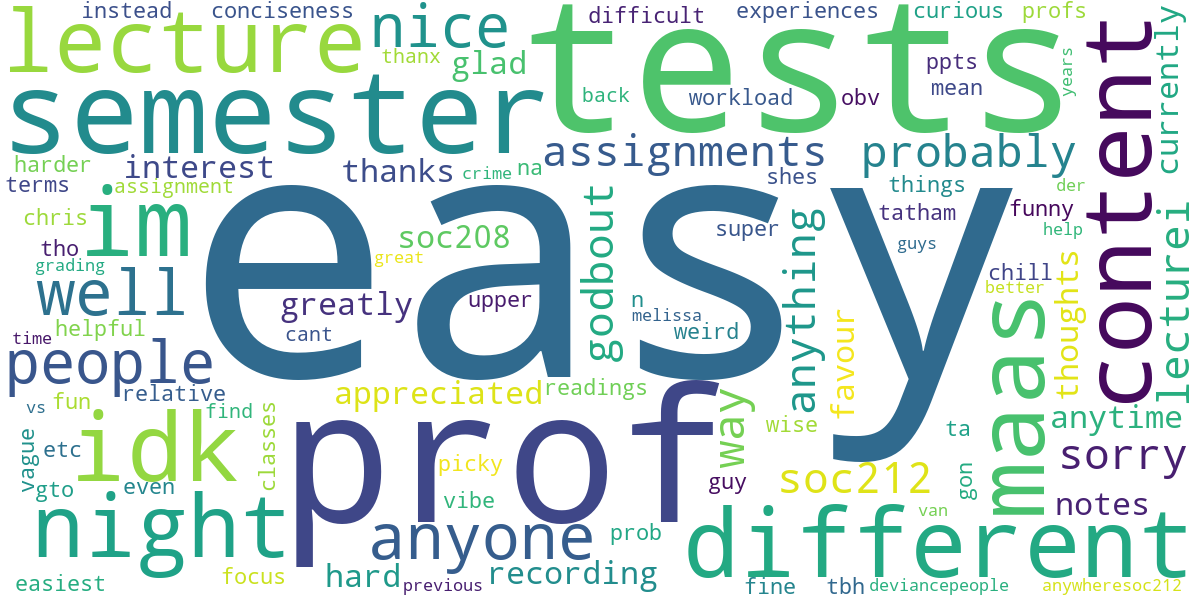 instead
conciseness
difficult
experiences
curious
profs
lecture
nice
tests
content
currently
thanx
glad
ppts
years
back
workload
obv
mean
semester
harder
interest
thanks
crime
na
assignments
probably
terms
assignment
shes
things
der
chris
im
easy
tatham
funny
tho
soc208
godbout
super
anything
help
lecturei
grading
great
guys
well
greatly
upper
n
chill
thoughts
better
melissa
time
helpful
cant
weird
people
favour
maas
relative
appreciated
readings
vs
fun
find
prof
way
wise
ta
anytime
vague
etc
idk
classes
picky
soc212
gon
sorry
gto
even
guy
night
vibe
notes
van
anyone
prob
different
easiest
focus
hard
recording
previous
fine
tbh
deviancepeople
anywheresoc212